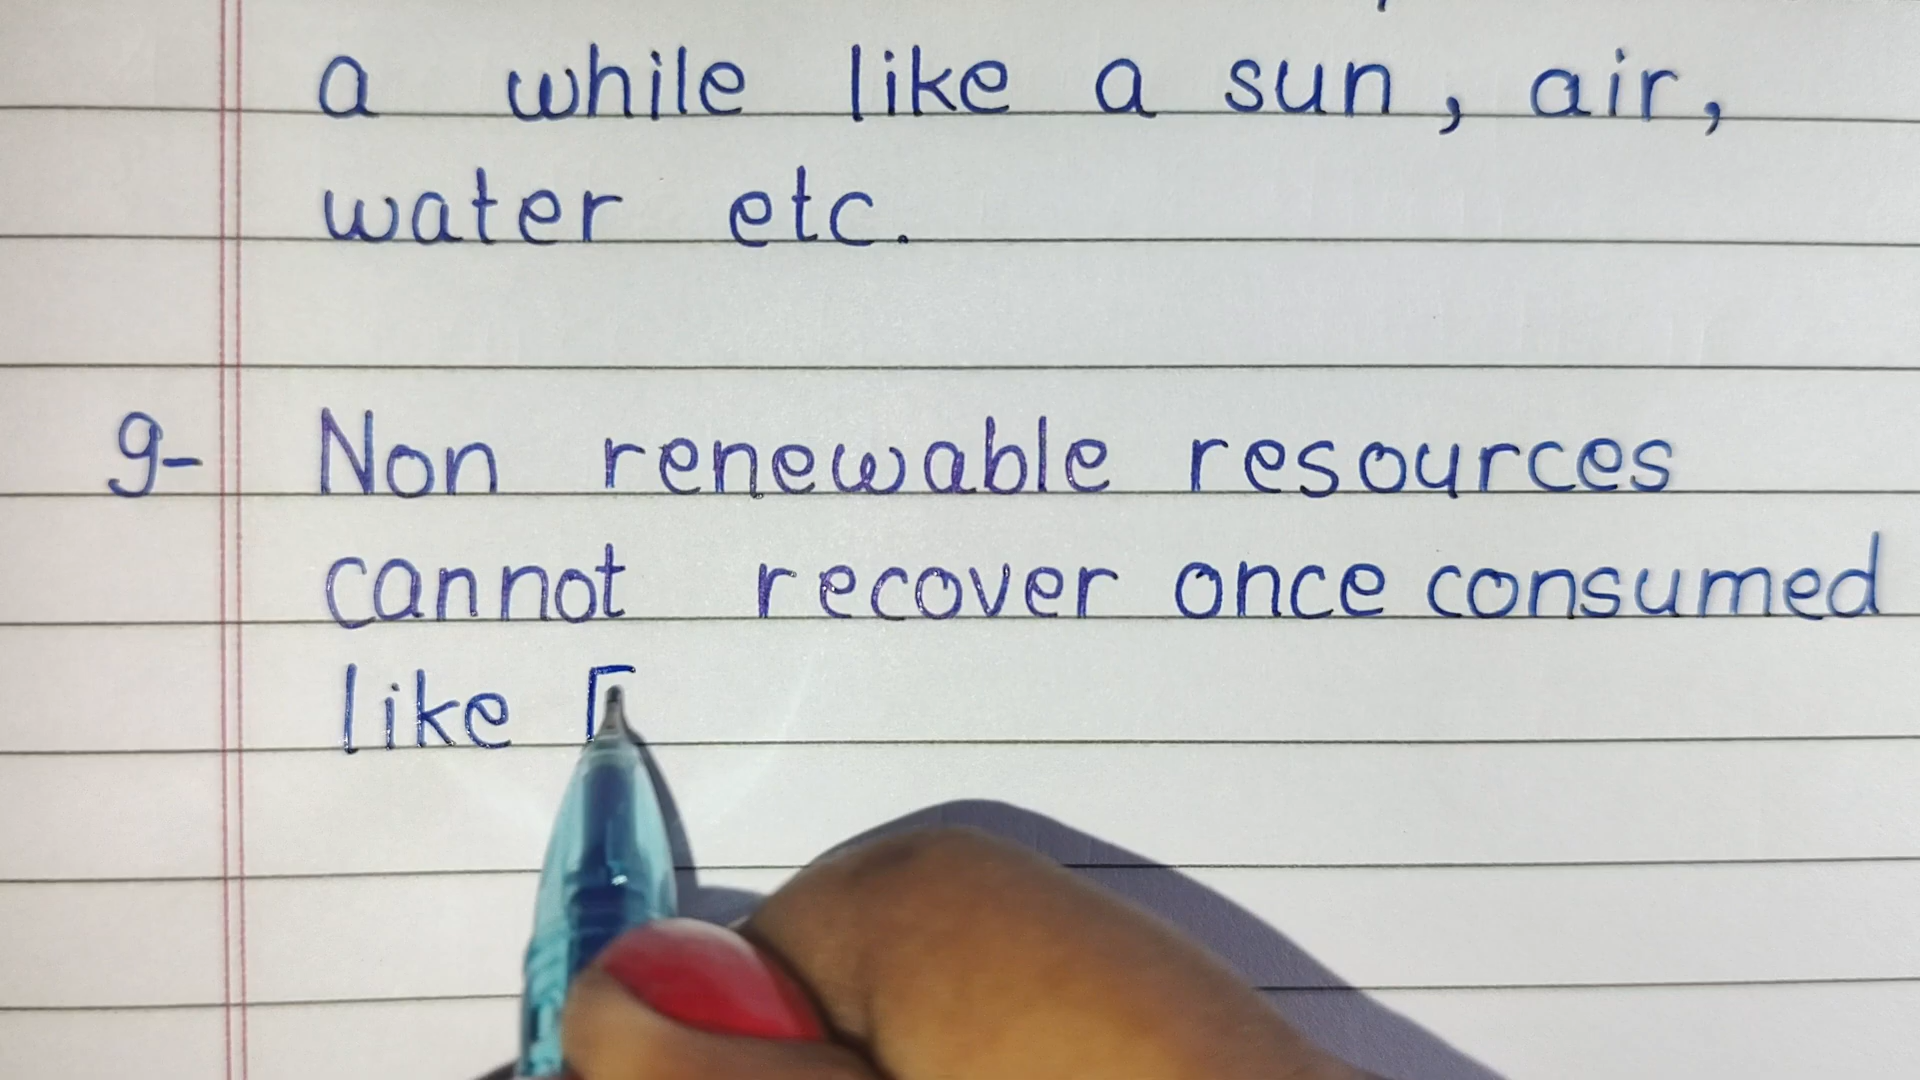 a while like a sun, air,
water etc.
9- Non renewable resources
cannot recover once consumed
like